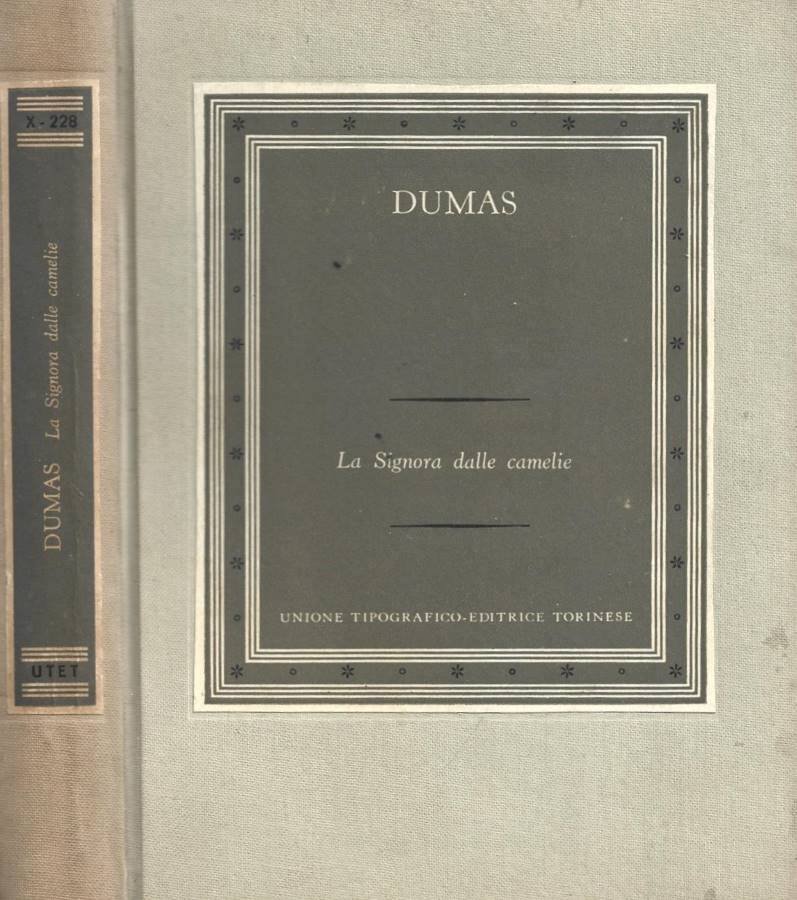 X - 228
DUMAS La Signora dalle camelie
UTET
DUMAS
La Signora dalle camelie
UNIONE TIPOGRAFICO-EDITRICE TORINESE